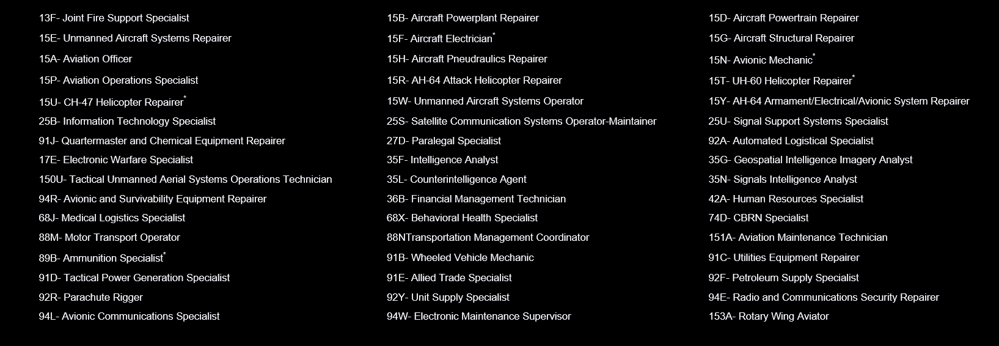 13F- Joint Fire Support Specialist
15B- Aircraft Powerplant Repairer
15D- Aircraft Powertrain Repairer
15E- Unmanned Aircraft Systems Repairer
15F- Aircraft Electrician*
15G- Aircraft Structural Repairer
15A- Aviation Officer
15H- Aircraft Pneudraulics Repairer
15N- Avionic Mechanic*
15P- Aviation Operations Specialist
15R- AH-64 Attack Helicopter Repairer
15T- UH-60 Helicopter Repairer*
15U- CH-47 Helicopter Repairer*
15W- Unmanned Aircraft Systems Operator
15Y- AH-64 Armament/Electrical/Avionic System Repairer
25B- Information Technology Specialist
25S- Satellite Communication Systems Operator-Maintainer
25U- Signal Support Systems Specialist
91J- Quartermaster and Chemical Equipment Repairer
27D- Paralegal Specialist
92A- Automated Logistical Specialist
17E- Electronic Warfare Specialist
35F- Intelligence Analyst
35G- Geospatial Intelligence Imagery Analyst
150U- Tactical Unmanned Aerial Systems Operations Technician
35L- Counterintelligence Agent
35N- Signals Intelligence Analyst
94R- Avionic and Survivability Equipment Repairer
36B- Financial Management Technician
42A- Human Resources Specialist
68J- Medical Logistics Specialist
68X- Behavioral Health Specialist
74D- CBRN Specialist
88M- Motor Transport Operator
88NTransportation Management Coordinator
151A- Aviation Maintenance Technician
89B- Ammunition Specialist*
91B- Wheeled Vehicle Mechanic
91C- Utilities Equipment Repairer
91D- Tactical Power Generation Specialist
91E- Allied Trade Specialist
92F- Petroleum Supply Specialist
92R- Parachute Rigger
92Y- Unit Supply Specialist
94E- Radio and Communications Security Repairer
94L- Avionic Communications Specialist
94W- Electronic Maintenance Supervisor
153A- Rotary Wing Aviator